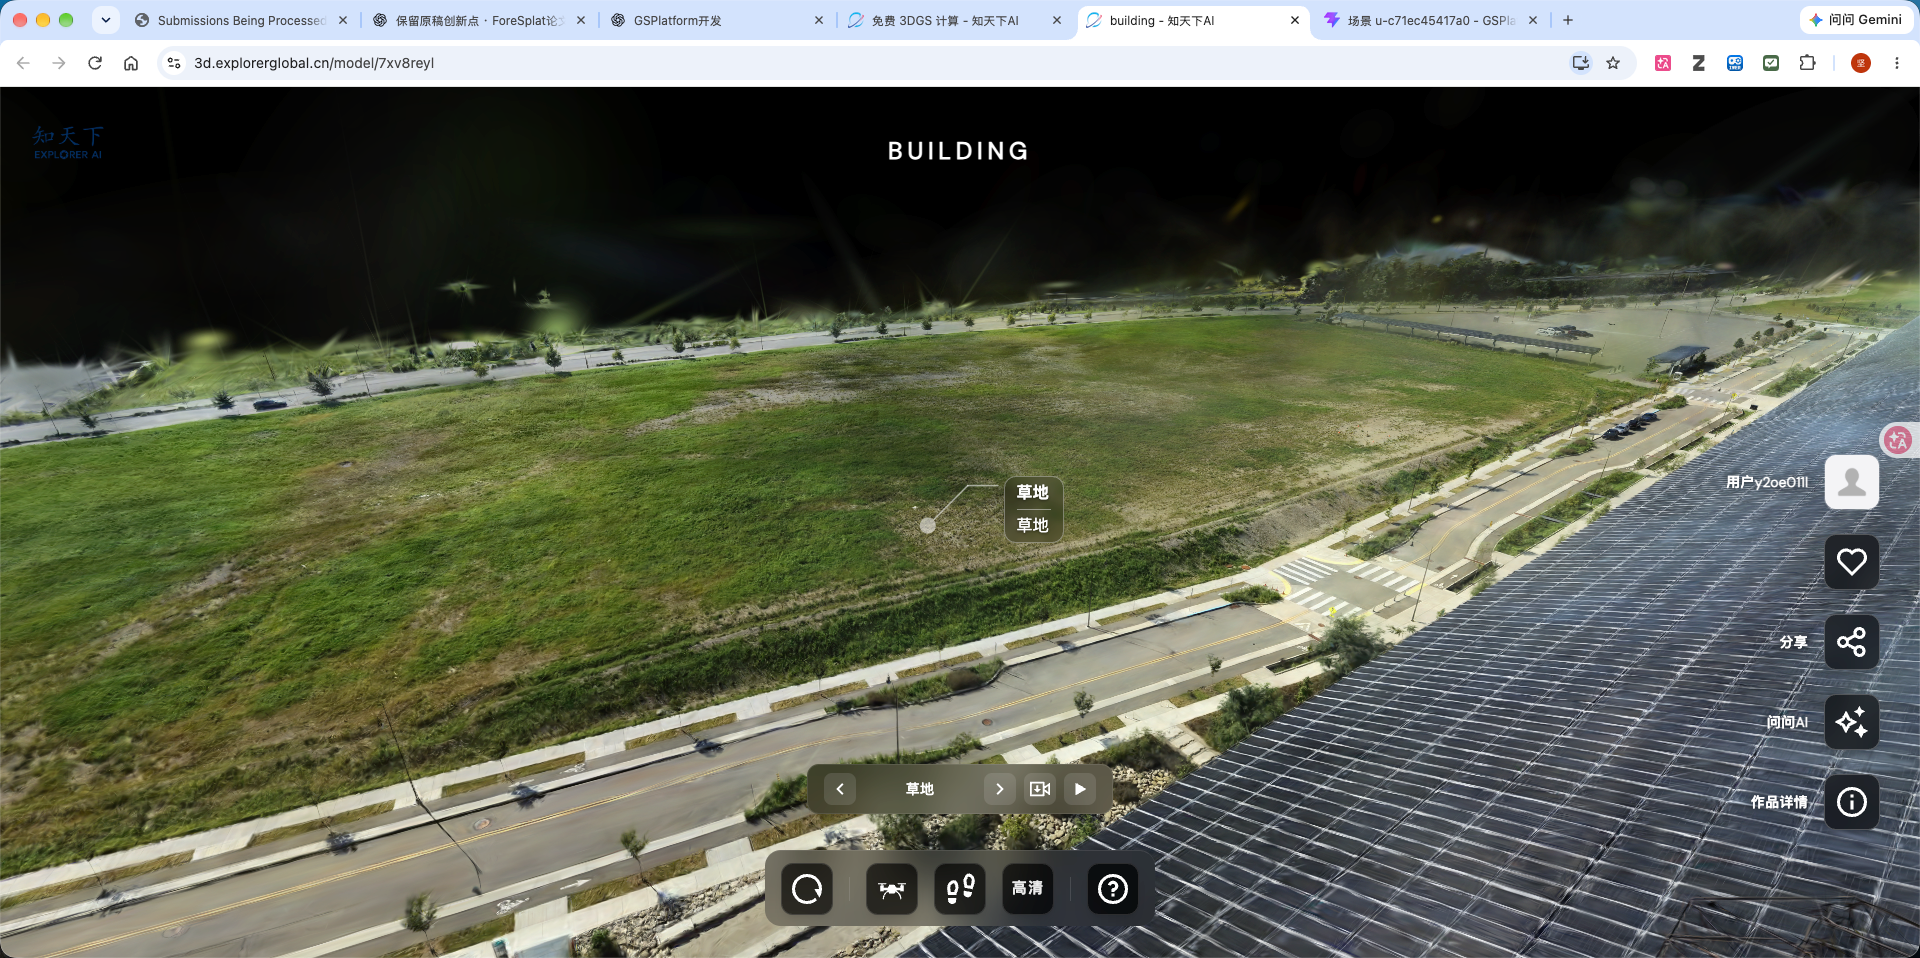 Submissions Being Processed
保留原稿创新点 · ForeSplat论文
GSPlatform开发
免费 3DGS 计算 - 知天下AI
building - 知天下AI
场景 u-c71ec45417a0 - GSPla
问问 Gemini
3d.explorerglobal.cn/model/7xv8reyl
坚
知天下
EXPLORER AI
BUILDING
草地
草地
用户y2oe011l
分享
问问AI
作品详情
草地
高清